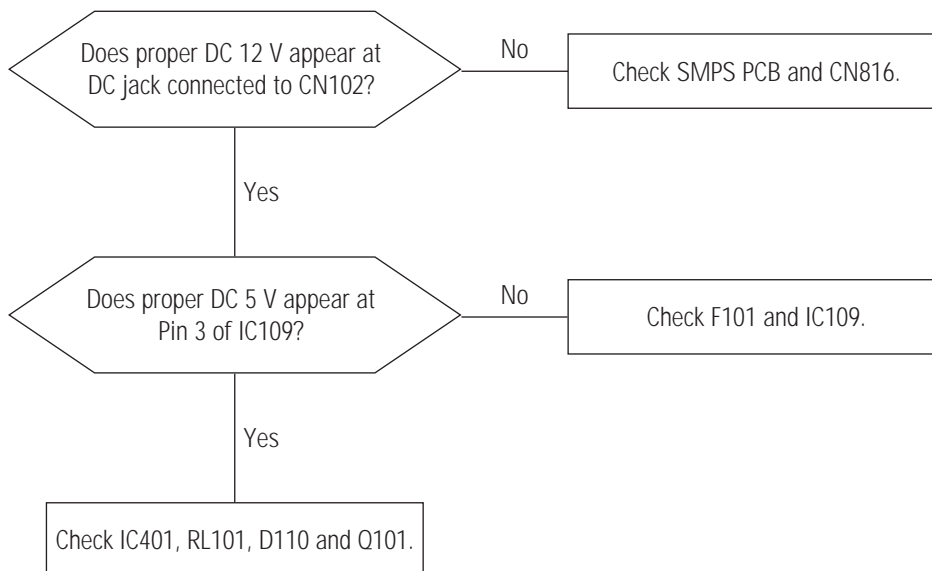 Does proper DC 12 V appear at
DC jack connected to CN102?
No
Check SMPS PCB and CN816.
Yes
Does proper DC 5 V appear at
Pin 3 of IC109?
No
Check F101 and IC109.
Yes
Check IC401, RL101, D110 and Q101.